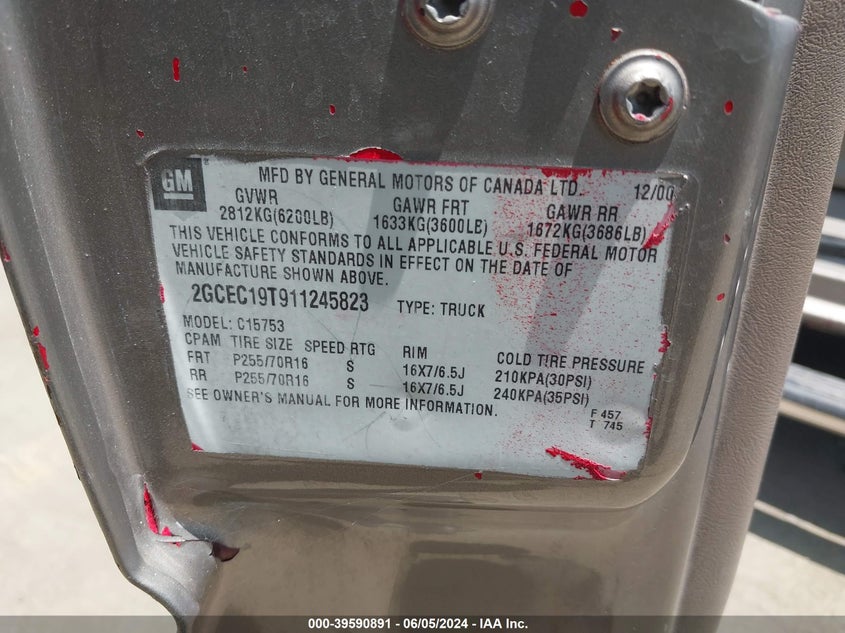 GM
MFD BY GENERAL MOTORS OF CANADA LTD. 12/00
GVWR GAWR FRT GAWR RR
2812KG(6200LB) 1633KG(3600LB) 1672KG(3686LB)
THIS VEHICLE CONFORMS TO ALL APPLICABLE U.S. FEDERAL MOTOR
VEHICLE SAFETY STANDARDS IN EFFECT ON THE DATE OF
MANUFACTURE SHOWN ABOVE.
2GCEC19T911245823 TYPE: TRUCK
MODEL: C15753
CPAM TIRE SIZE SPEED RTG RIM COLD TIRE PRESSURE
FRT P255/70R16 S 16X7/6.5J 210KPA(30PSI)
RR P255/70R16 S 16X7/6.5J 240KPA(35PSI)
SEE OWNER'S MANUAL FOR MORE INFORMATION.
F 457
T 745
000-39590891 - 06/05/2024 - IAA Inc.